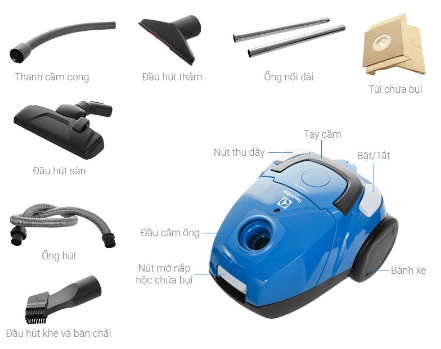 Thanh cầm cong
Đầu hút thảm
Ống nối dài
Túi chứa bụi
Đầu hút sàn
Tay cầm
Nút thu dây
Bật/Tắt
Đầu cắm ống
Ống hút
Nút mở nắp
hộc chứa bụi
Bánh xe
Electrolux
Đầu hút khe và bàn chải